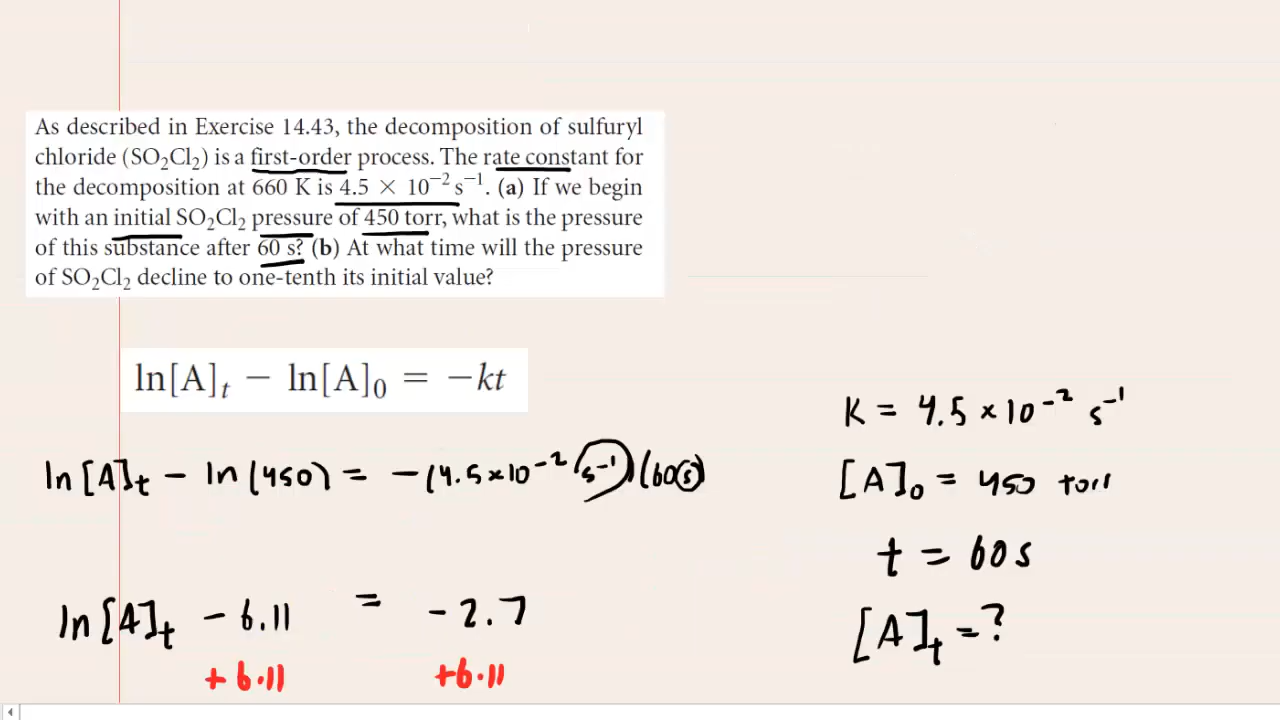 As described in Exercise 14.43, the decomposition of sulfuryl
chloride (SO₂Cl₂) is a first-order process. The rate constant for
the decomposition at 660 K is 4.5 × 10⁻² s⁻¹. (a) If we begin
with an initial SO₂Cl₂ pressure of 450 torr, what is the pressure
of this substance after 60 s? (b) At what time will the pressure
of SO₂Cl₂ decline to one-tenth its initial value?
ln[A]ₜ − ln[A]₀ = −kt
ln[A]ₜ − ln(450) = −(4.5×10⁻² s⁻¹)(60s)
ln[A]ₜ − 6.11 = −2.7
+6.11 +6.11
K = 4.5 × 10⁻² s⁻¹
[A]₀ = 450 torr
t = 60 s
[A]ₜ = ?